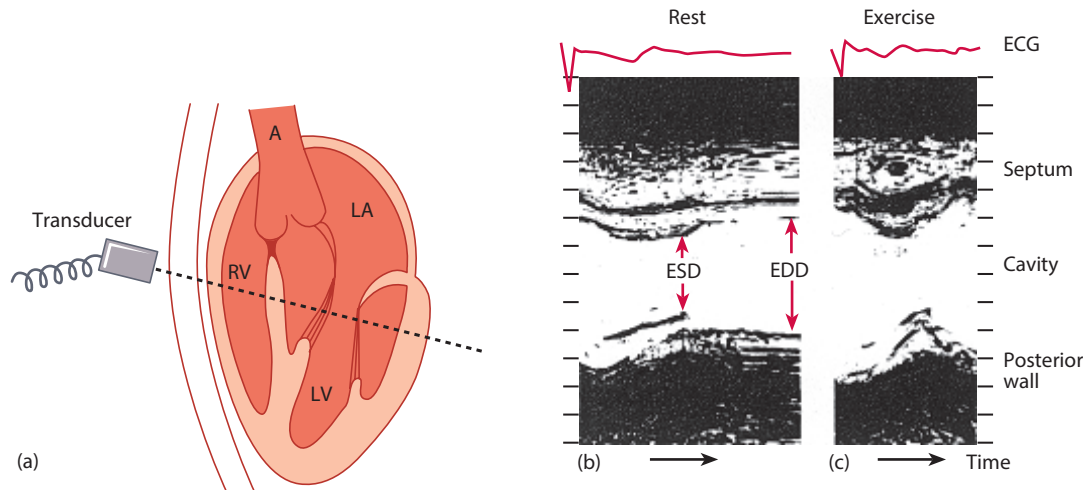 Rest
Exercise
ECG
A
LA
Septum
Transducer
RV
ESD
EDD
Cavity
LV
Posterior
wall
(a)
(b)
(c)
Time